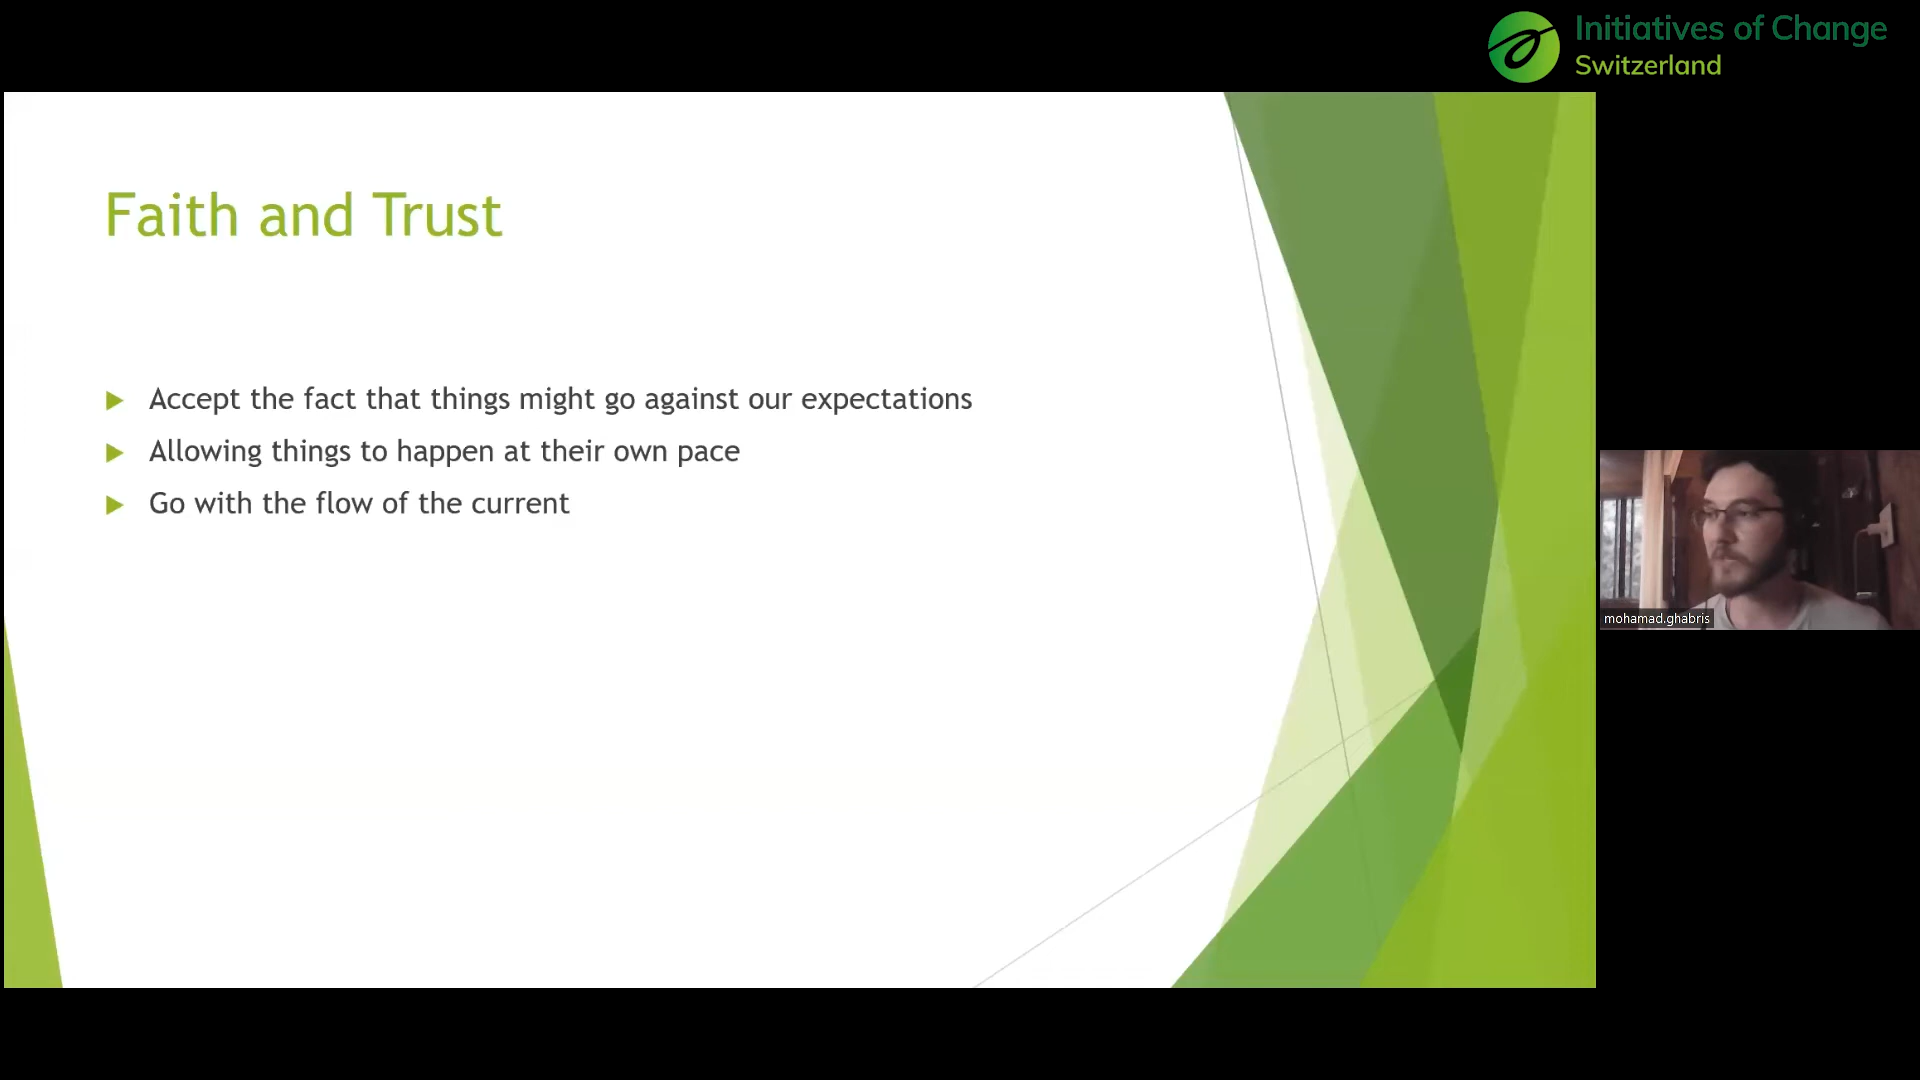 Initiatives of Change
Switzerland
Faith and Trust
Accept the fact that things might go against our expectations
Allowing things to happen at their own pace
Go with the flow of the current
mohamad.ghabris